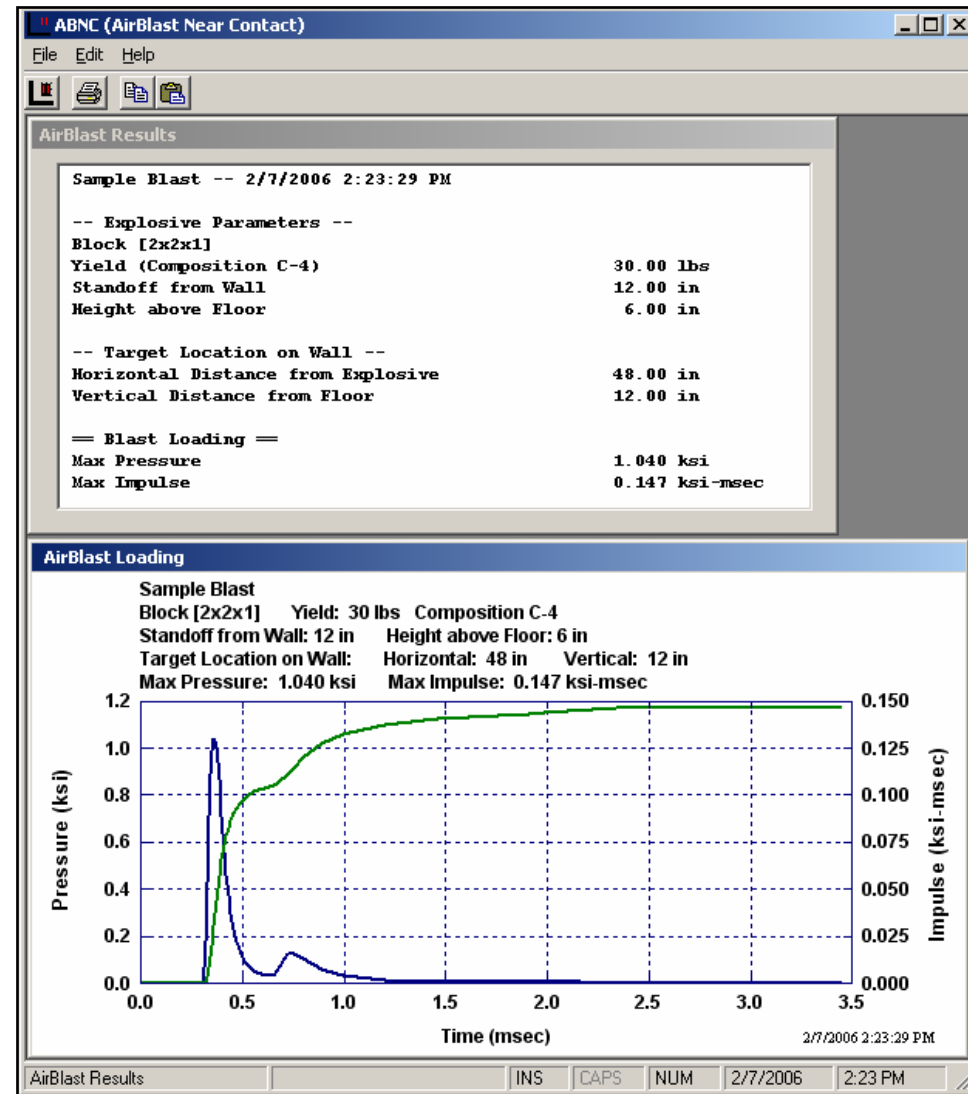 ABNC (AirBlast Near Contact)
File Edit Help
AirBlast Results
Sample Blast -- 2/7/2006 2:23:29 PM
-- Explosive Parameters --
Block [2x2x1]
Yield (Composition C-4) 30.00 lbs
Standoff from Wall 12.00 in
Height above Floor 6.00 in
-- Target Location on Wall --
Horizontal Distance from Explosive 48.00 in
Vertical Distance from Floor 12.00 in
== Blast Loading ==
Max Pressure 1.040 ksi
Max Impulse 0.147 ksi-msec
AirBlast Loading
Sample Blast
Block [2x2x1] Yield: 30 lbs Composition C-4
Standoff from Wall: 12 in Height above Floor: 6 in
Target Location on Wall: Horizontal: 48 in Vertical: 12 in
Max Pressure: 1.040 ksi Max Impulse: 0.147 ksi-msec
Pressure (ksi)
1.2
1.0
0.8
0.6
0.4
0.2
0.0
0.150
0.125
0.100
0.075
0.050
0.025
0.000
Impulse (ksi-msec)
0.0 0.5 1.0 1.5 2.0 2.5 3.0 3.5
Time (msec)
2/7/2006 2:23:29 PM
AirBlast Results INS CAPS NUM 2/7/2006 2:23 PM